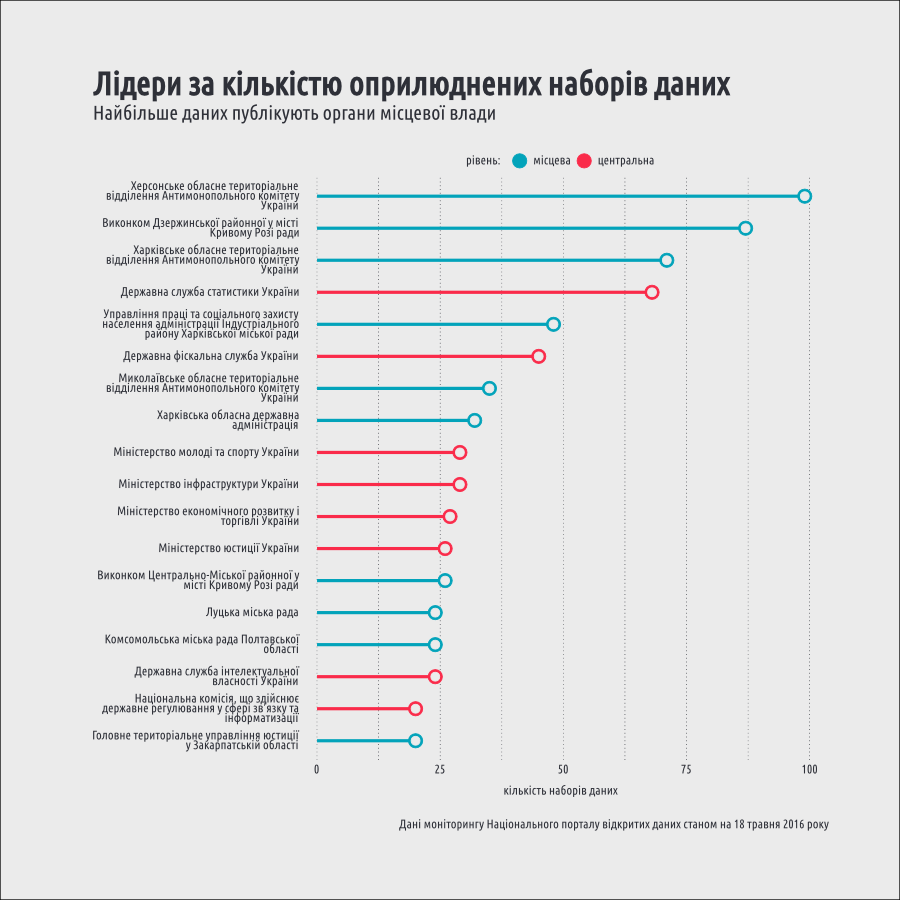 Лідери за кількістю оприлюднених наборів даних
Найбільше даних публікують органи місцевої влади
рівень: місцева центральна
Херсонське обласне територіальне
відділення Антимонопольного комітету
України
Виконком Дзержинської районної у місті
Кривому Розі ради
Харківське обласне територіальне
відділення Антимонопольного комітету
України
Державна служба статистики України
Управління праці та соціального захисту
населення адміністрації Індустріального
району Харківської міської ради
Державна фіскальна служба України
Миколаївське обласне територіальне
відділення Антимонопольного комітету
України
Харківська обласна державна
адміністрація
Міністерство молоді та спорту України
Міністерство інфраструктури України
Міністерство економічного розвитку і
торгівлі України
Міністерство юстиції України
Виконком Центрально-Міської районної у
місті Кривому Розі ради
Луцька міська рада
Комсомольська міська рада Полтавської
області
Державна служба інтелектуальної
власності України
Національна комісія, що здійснює
державне регулювання у сфері зв'язку та
інформатизації
Головне територіальне управління юстиції
у Закарпатській області
0 25 50 75 100
кількість наборів даних
Дані моніторингу Національного порталу відкритих даних станом на 18 травня 2016 року